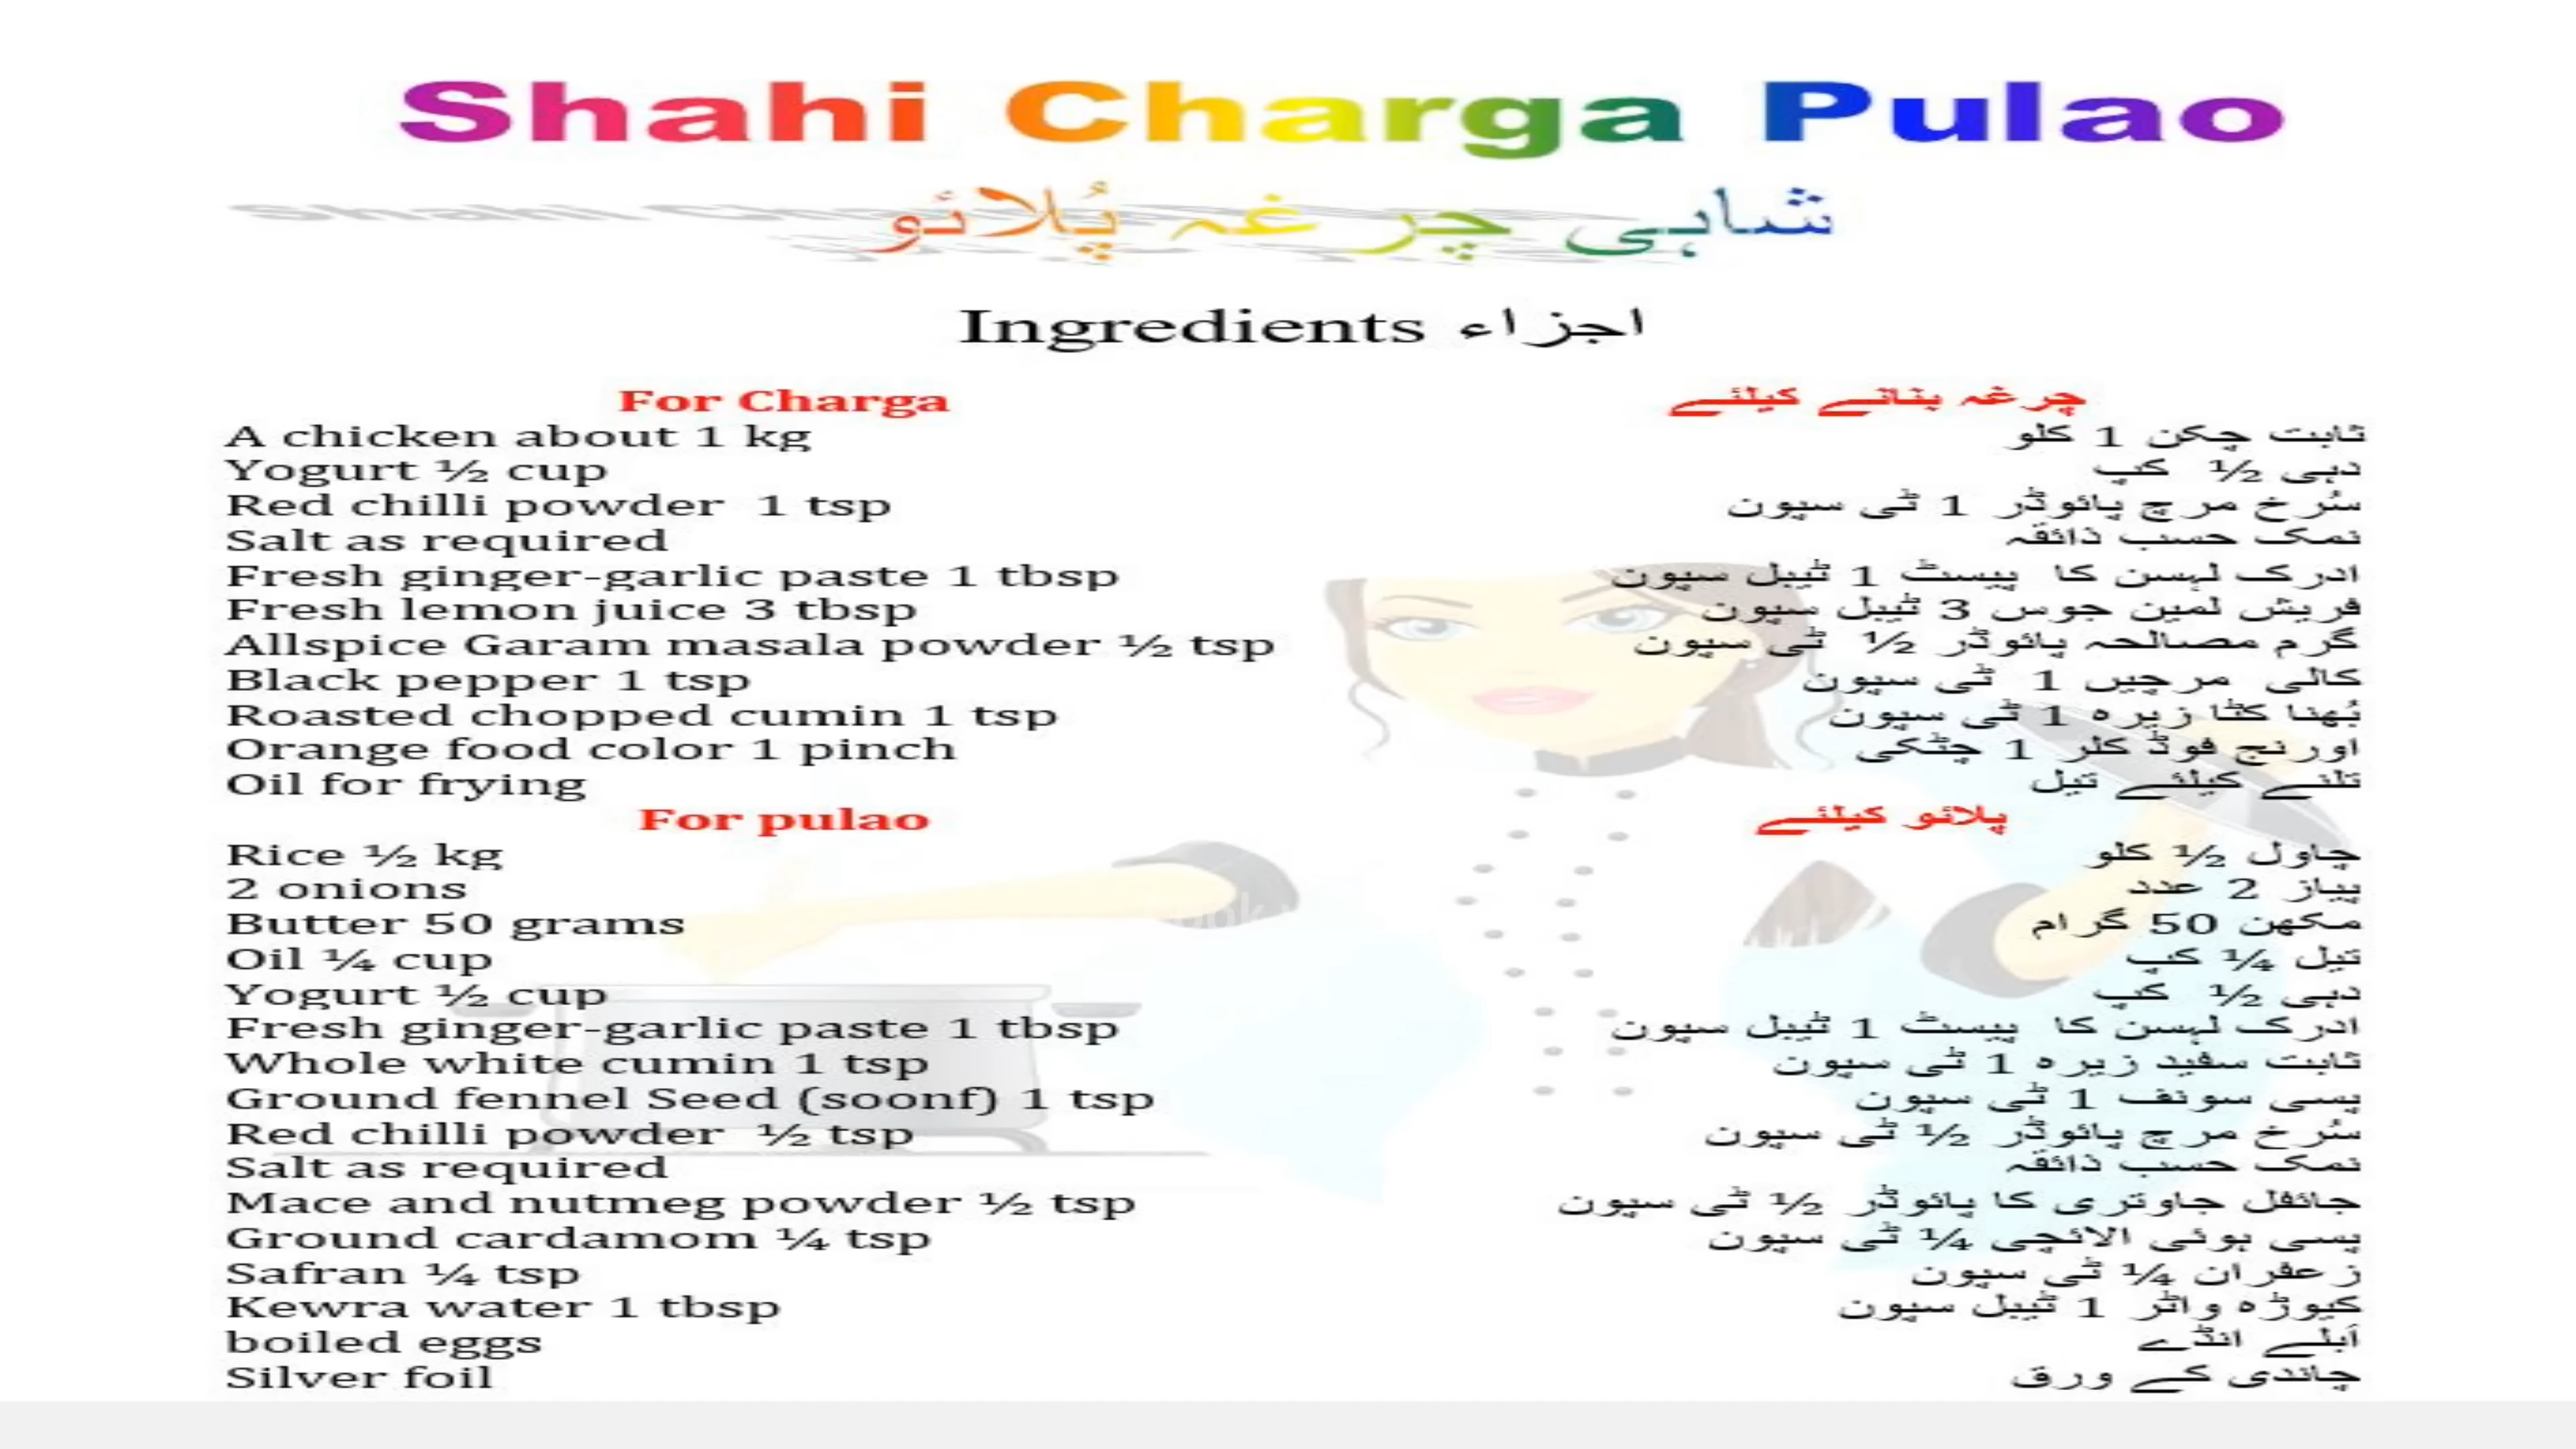 Shahi Charga Pulao
شاہی چرغہ پُلائو
Ingredients اجزاء
For Charga
A chicken about 1 kg
Yogurt ½ cup
Red chilli powder 1 tsp
Salt as required
Fresh ginger-garlic paste 1 tbsp
Fresh lemon juice 3 tbsp
Allspice Garam masala powder ½ tsp
Black pepper 1 tsp
Roasted chopped cumin 1 tsp
Orange food color 1 pinch
Oil for frying
For pulao
Rice ½ kg
2 onions
Butter 50 grams
Oil ¼ cup
Yogurt ½ cup
Fresh ginger-garlic paste 1 tbsp
Whole white cumin 1 tsp
Ground fennel Seed (soonf) 1 tsp
Red chilli powder ½ tsp
Salt as required
Mace and nutmeg powder ½ tsp
Ground cardamom ¼ tsp
Safran ¼ tsp
Kewra water 1 tbsp
boiled eggs
Silver foil
چرغہ بنانے کیلئے
ثابت چکن 1 کلو
دہی ½ کپ
سُرخ مرچ پائوڈر 1 ٹی سپون
نمک حسب ذائقہ
ادرک لہسن کا پیسٹ 1 ٹیبل سپون
فریش لمین جوس 3 ٹیبل سپون
گرم مصالحہ پائوڈر ½ ٹی سپون
کالی مرچیں 1 ٹی سپون
بُھنا کٹا زیرہ 1 ٹی سپون
اورنج فوڈ کلر 1 چٹکی
تلنے کیلئے تیل
پلائو کیلئے
چاول ½ کلو
پیاز 2 عدد
مکھن 50 گرام
تیل ¼ کپ
دہی ½ کپ
ادرک لہسن کا پیسٹ 1 ٹیبل سپون
ثابت سفید زیرہ 1 ٹی سپون
پسی سونف 1 ٹی سپون
سُرخ مرچ پائوڈر ½ ٹی سپون
نمک حسب ذائقہ
جائفل جاوتری کا پائوڈر ½ ٹی سپون
پسی ہوئی الائچی ¼ ٹی سپون
زعفران ¼ ٹی سپون
کیوڑہ واٹر 1 ٹیبل سپون
اَبلے انڈے
چاندی کے ورق